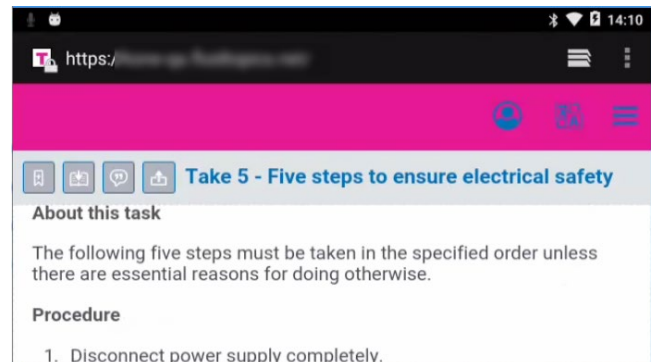 14:10
T
https:/
Take 5 - Five steps to ensure electrical safety
About this task
The following five steps must be taken in the specified order unless
there are essential reasons for doing otherwise.
Procedure
1. Disconnect power supply completely.